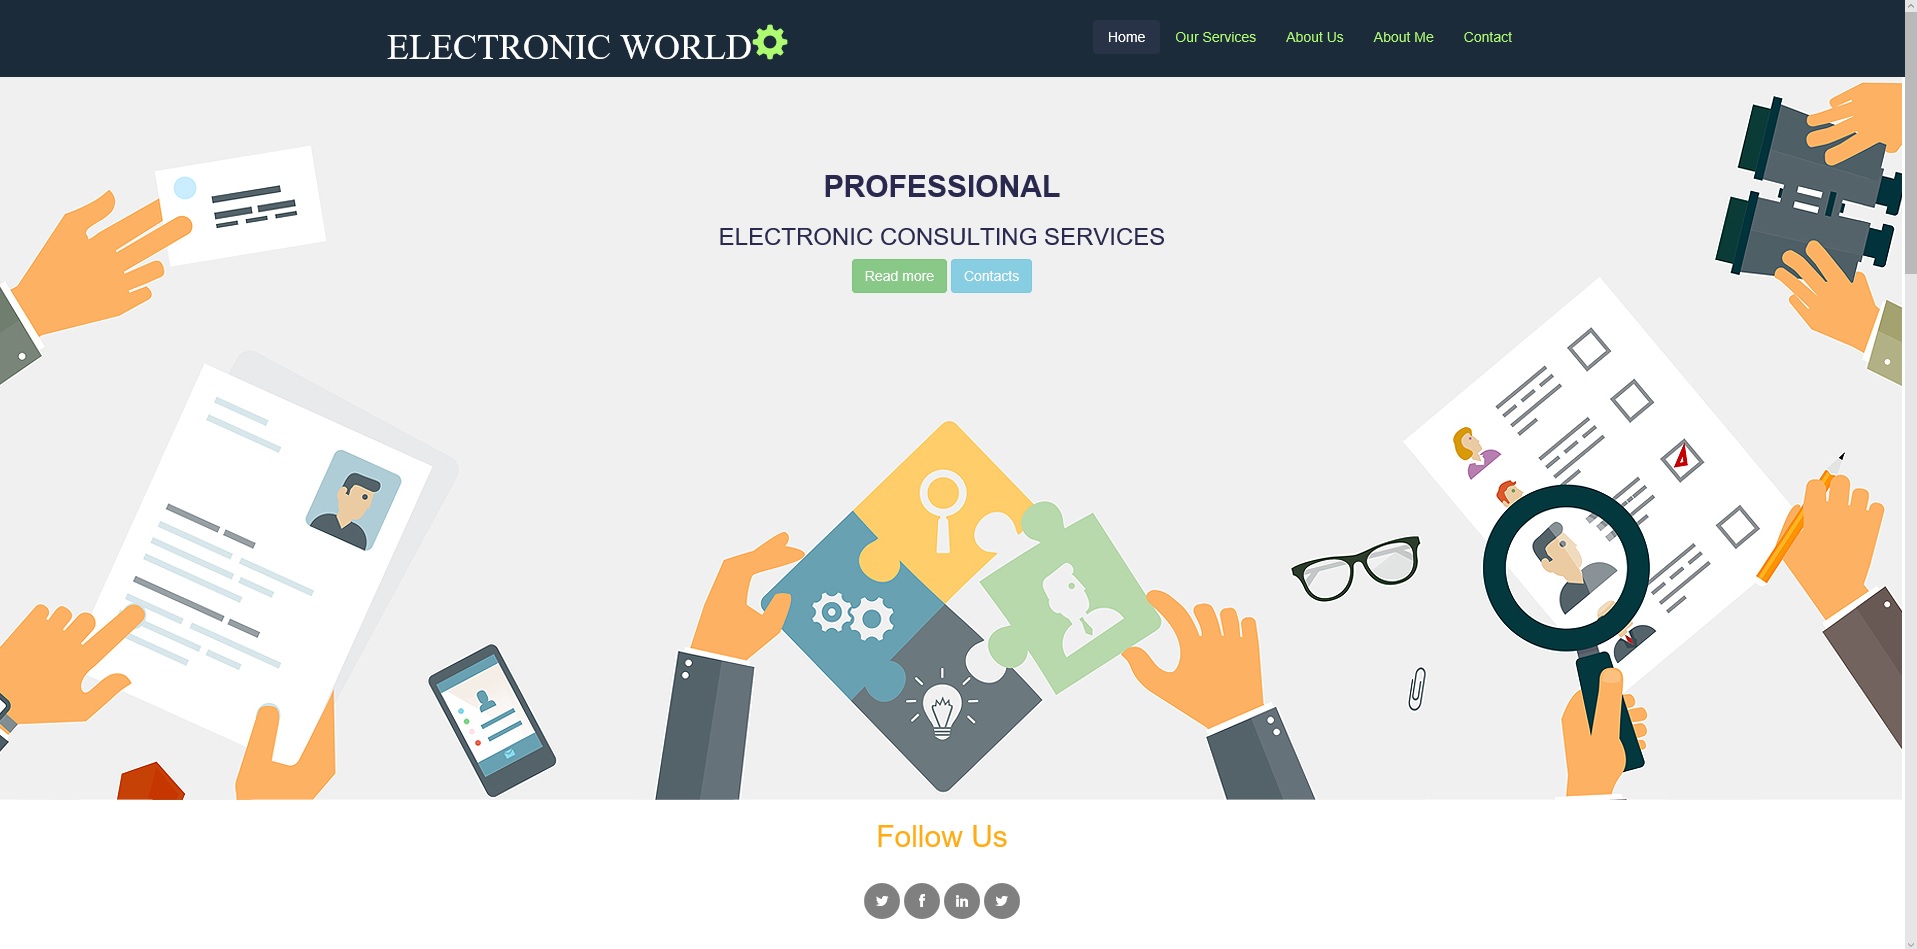 ELECTRONIC WORLD
Home Our Services About Us About Me Contact
PROFESSIONAL
ELECTRONIC CONSULTING SERVICES
Read more Contacts
Follow Us